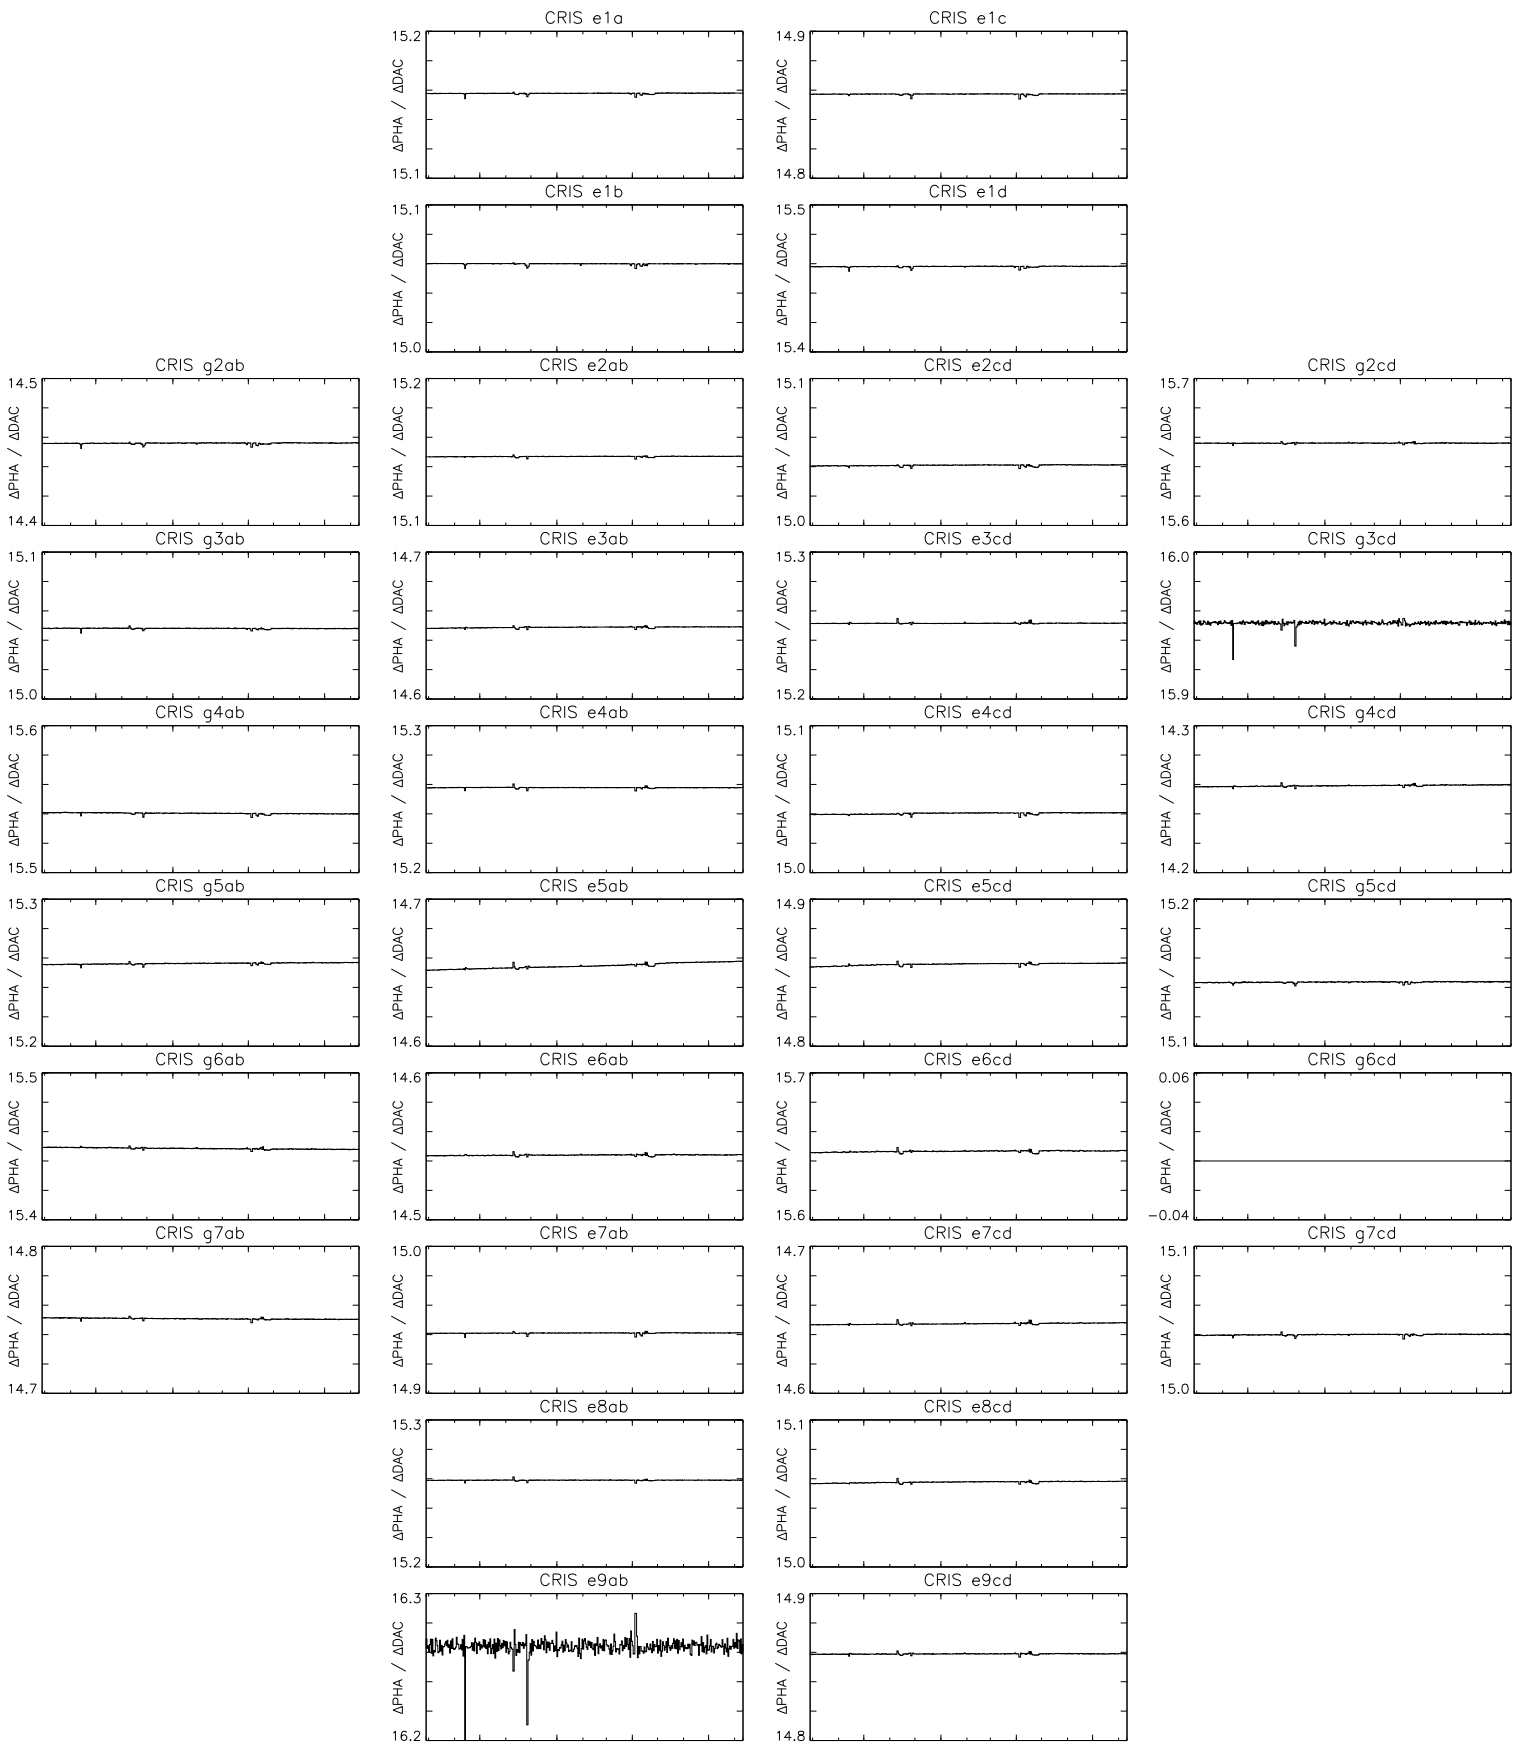 CRIS e1a
15.2
ΔPHA / ΔDAC
15.1
CRIS e1c
14.9
ΔPHA / ΔDAC
14.8
CRIS e1b
15.1
ΔPHA / ΔDAC
15.0
CRIS e1d
15.5
ΔPHA / ΔDAC
15.4
CRIS g2ab
14.5
ΔPHA / ΔDAC
14.4
CRIS e2ab
15.2
ΔPHA / ΔDAC
15.1
CRIS e2cd
15.1
ΔPHA / ΔDAC
15.0
CRIS g2cd
15.7
ΔPHA / ΔDAC
15.6
CRIS g3ab
15.1
ΔPHA / ΔDAC
15.0
CRIS e3ab
14.7
ΔPHA / ΔDAC
14.6
CRIS e3cd
15.3
ΔPHA / ΔDAC
15.2
CRIS g3cd
16.0
ΔPHA / ΔDAC
15.9
CRIS g4ab
15.6
ΔPHA / ΔDAC
15.5
CRIS e4ab
15.3
ΔPHA / ΔDAC
15.2
CRIS e4cd
15.1
ΔPHA / ΔDAC
15.0
CRIS g4cd
14.3
ΔPHA / ΔDAC
14.2
CRIS g5ab
15.3
ΔPHA / ΔDAC
15.2
CRIS e5ab
14.7
ΔPHA / ΔDAC
14.6
CRIS e5cd
14.9
ΔPHA / ΔDAC
14.8
CRIS g5cd
15.2
ΔPHA / ΔDAC
15.1
CRIS g6ab
15.5
ΔPHA / ΔDAC
15.4
CRIS e6ab
14.6
ΔPHA / ΔDAC
14.5
CRIS e6cd
15.7
ΔPHA / ΔDAC
15.6
CRIS g6cd
0.06
ΔPHA / ΔDAC
−0.04
CRIS g7ab
14.8
ΔPHA / ΔDAC
14.7
CRIS e7ab
15.0
ΔPHA / ΔDAC
14.9
CRIS e7cd
14.7
ΔPHA / ΔDAC
14.6
CRIS g7cd
15.1
ΔPHA / ΔDAC
15.0
CRIS e8ab
15.3
ΔPHA / ΔDAC
15.2
CRIS e8cd
15.1
ΔPHA / ΔDAC
15.0
CRIS e9ab
16.3
ΔPHA / ΔDAC
16.2
CRIS e9cd
14.9
ΔPHA / ΔDAC
14.8